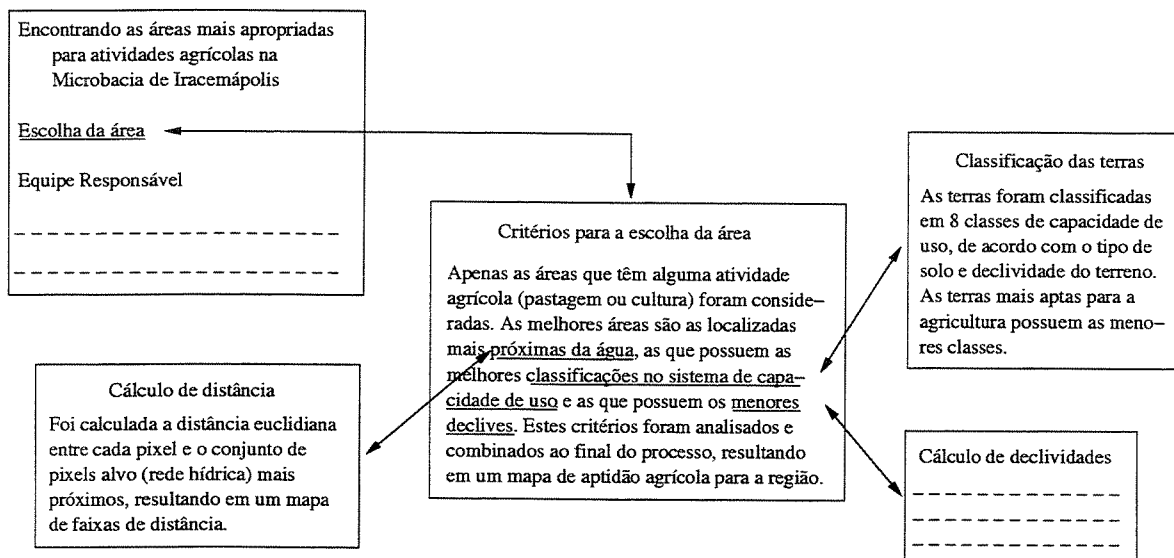 Encontrando as áreas mais apropriadas
para atividades agrícolas na
Microbacia de Iracemápolis
Escolha da área
Equipe Responsável
Critérios para a escolha da área
Apenas as áreas que têm alguma atividade
agrícola (pastagem ou cultura) foram conside–
radas. As melhores áreas são as localizadas
mais próximas da água, as que possuem as
melhores classificações no sistema de capa–
cidade de uso e as que possuem os menores
declives. Estes critérios foram analisados e
combinados ao final do processo, resultando
em um mapa de aptidão agrícola para a região.
Classificação das terras
As terras foram classificadas
em 8 classes de capacidade de
uso, de acordo com o tipo de
solo e declividade do terreno.
As terras mais aptas para a
agricultura possuem as meno–
res classes.
Cálculo de distância
Foi calculada a distância euclidiana
entre cada pixel e o conjunto de
pixels alvo (rede hídrica) mais
próximos, resultando em um mapa
de faixas de distância.
Cálculo de declividades